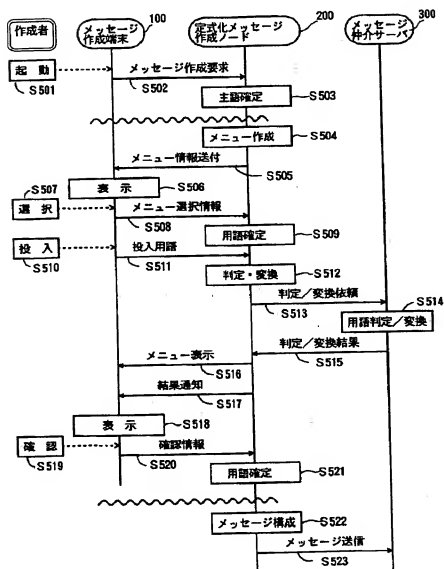 作成者
メッセージ
作成端末
100
定式化メッセージ
作成ノード
200
メッセージ
仲介サーバ
300
起動
S501
メッセージ作成要求
S502
主語確定
S503
メニュー作成
S504
メニュー情報送付
S505
表示
S506
S507
選択
メニュー選択情報
S508
用語確定
S509
投入
S510
投入用語
S511
判定・変換
S512
判定/変換依頼
S513
S514
用語判定/変換
判定/変換結果
S515
メニュー表示
S516
結果通知
S517
表示
S518
確認
S519
確認情報
S520
用語確定
S521
メッセージ構成
S522
メッセージ送信
S523